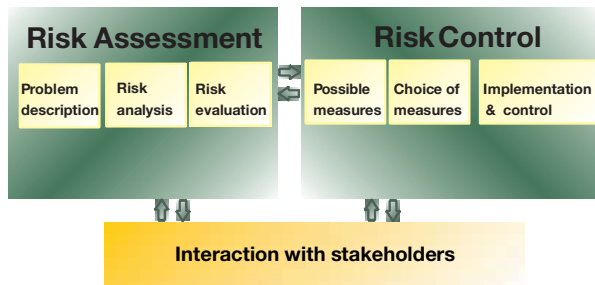 Risk Assessment
Problem
description
Risk
analysis
Risk
evaluation
Risk Control
Possible
measures
Choice of
measures
Implementation
& control
Interaction with stakeholders